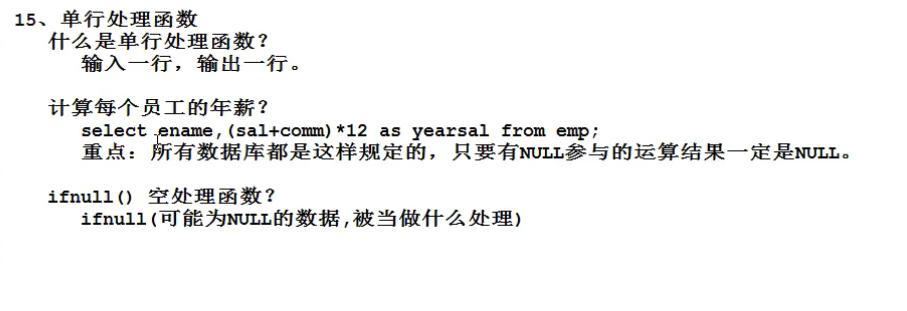 15、单行处理函数
什么是单行处理函数？
输入一行，输出一行。
计算每个员工的年薪？
select ename,(sal+comm)*12 as yearsal from emp;
重点：所有数据库都是这样规定的，只要有NULL参与的运算结果一定是NULL。
ifnull() 空处理函数？
ifnull(可能为NULL的数据,被当做什么处理)